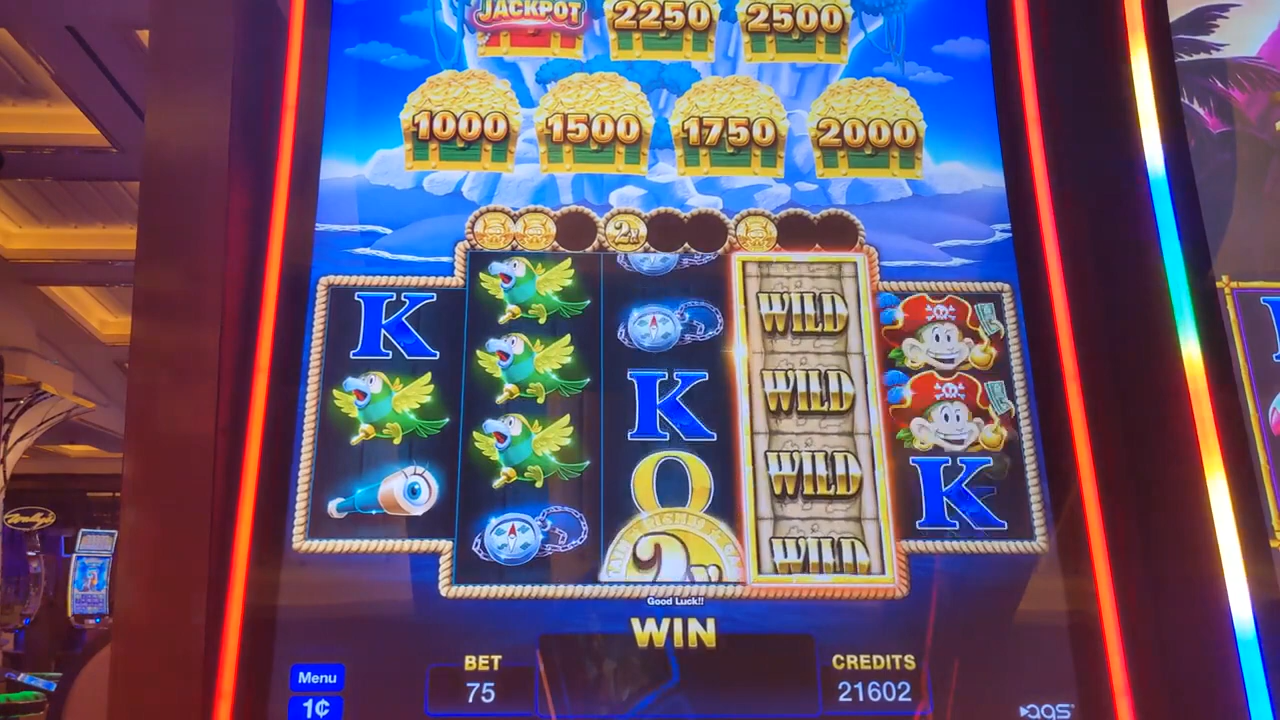 JACKPOT 2250 2500
1000 1500 1750 2000
2x
K WILD
K WILD
WILD
O K
2x WILD
Good Luck!!
WIN
BET CREDITS
Menu 75 21602
1¢ AGS